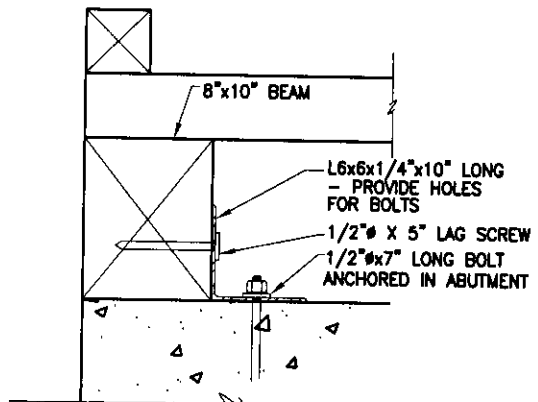 8"x10" BEAM
L6x6x1/4"x10" LONG
- PROVIDE HOLES
FOR BOLTS
1/2"ø X 5" LAG SCREW
1/2"øx7" LONG BOLT
ANCHORED IN ABUTMENT